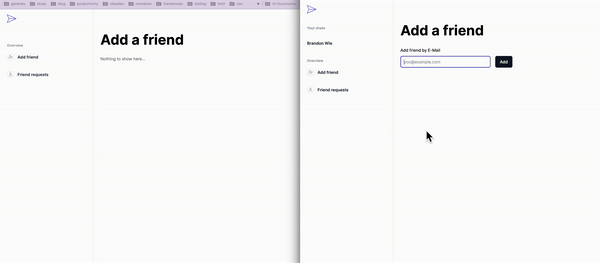 Overview
Add friend
Friend requests
Add a friend
Nothing to show here...
Your chats
Brandon Wie
Overview
Add friend
Friend requests
Add a friend
Add friend by E-Mail
you@example.com
Add